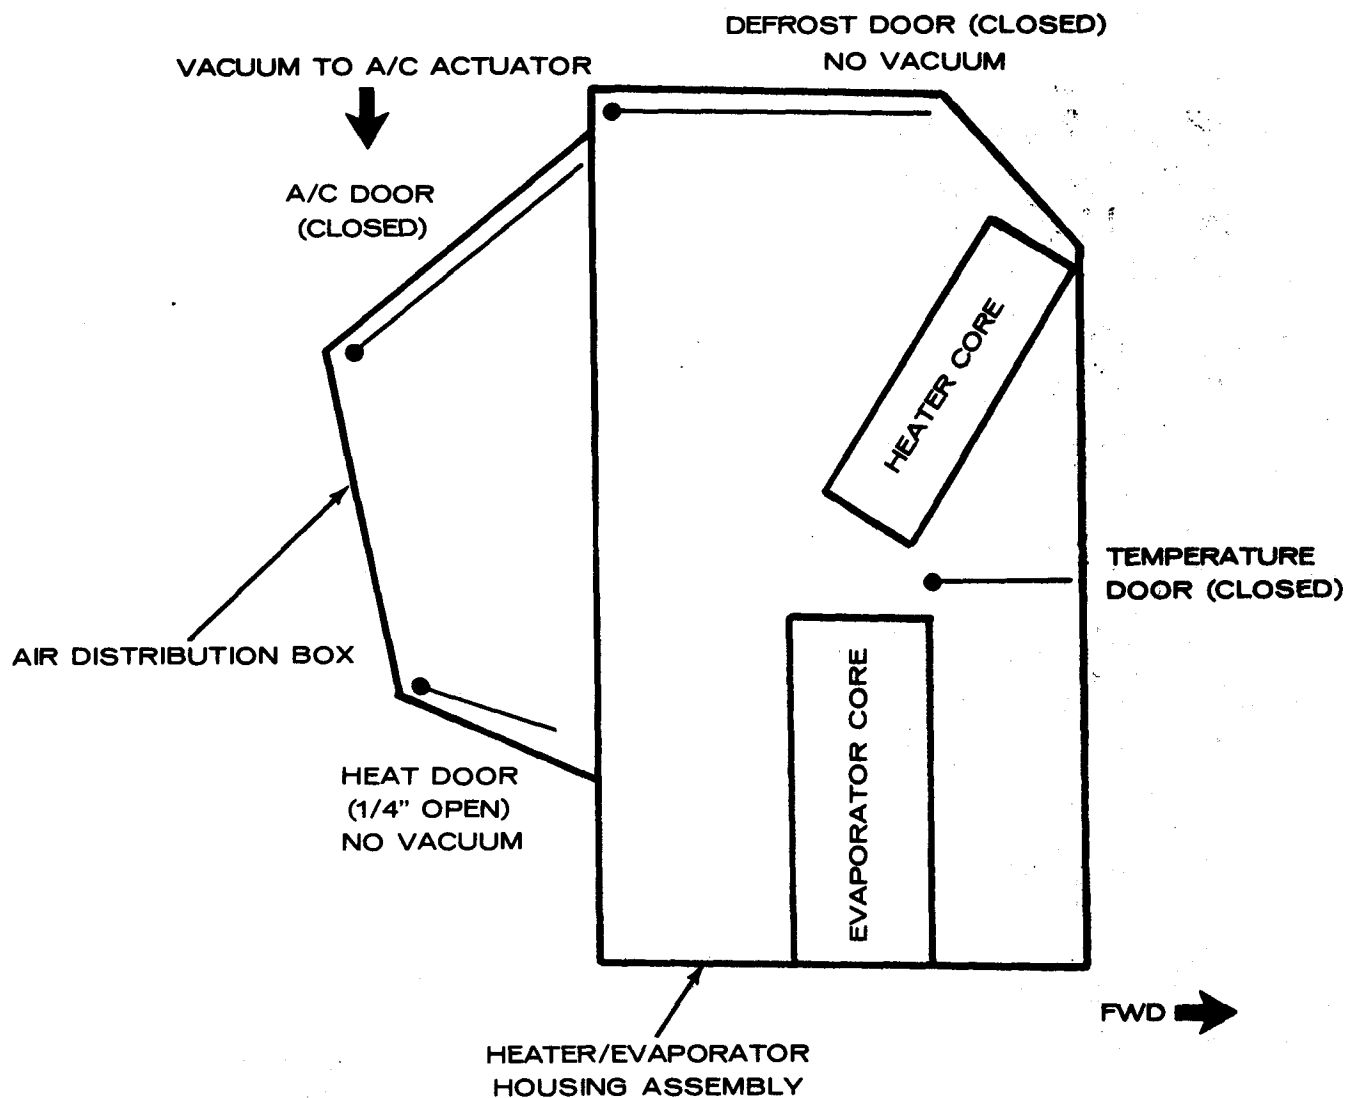 DEFROST DOOR (CLOSED)
NO VACUUM
VACUUM TO A/C ACTUATOR
A/C DOOR
(CLOSED)
HEATER CORE
TEMPERATURE
DOOR (CLOSED)
AIR DISTRIBUTION BOX
EVAPORATOR CORE
HEAT DOOR
(1/4" OPEN)
NO VACUUM
FWD
HEATER/EVAPORATOR
HOUSING ASSEMBLY